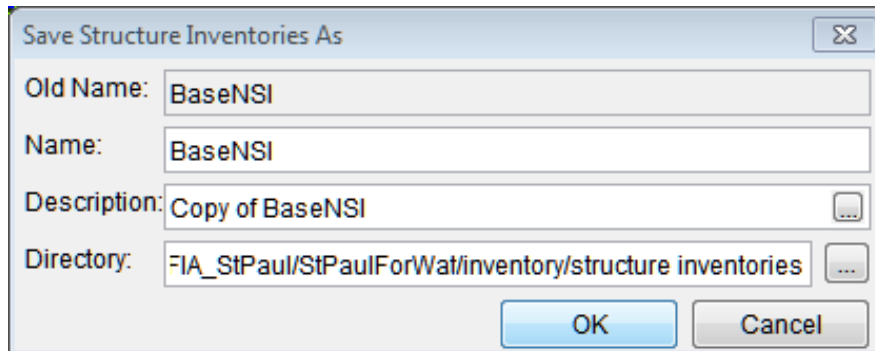 Save Structure Inventories As
Old Name: BaseNSI
Name: BaseNSI
Description: Copy of BaseNSI ...
Directory: FIA_StPaul/StPaulForWat/inventory/structure inventories ...
OK Cancel